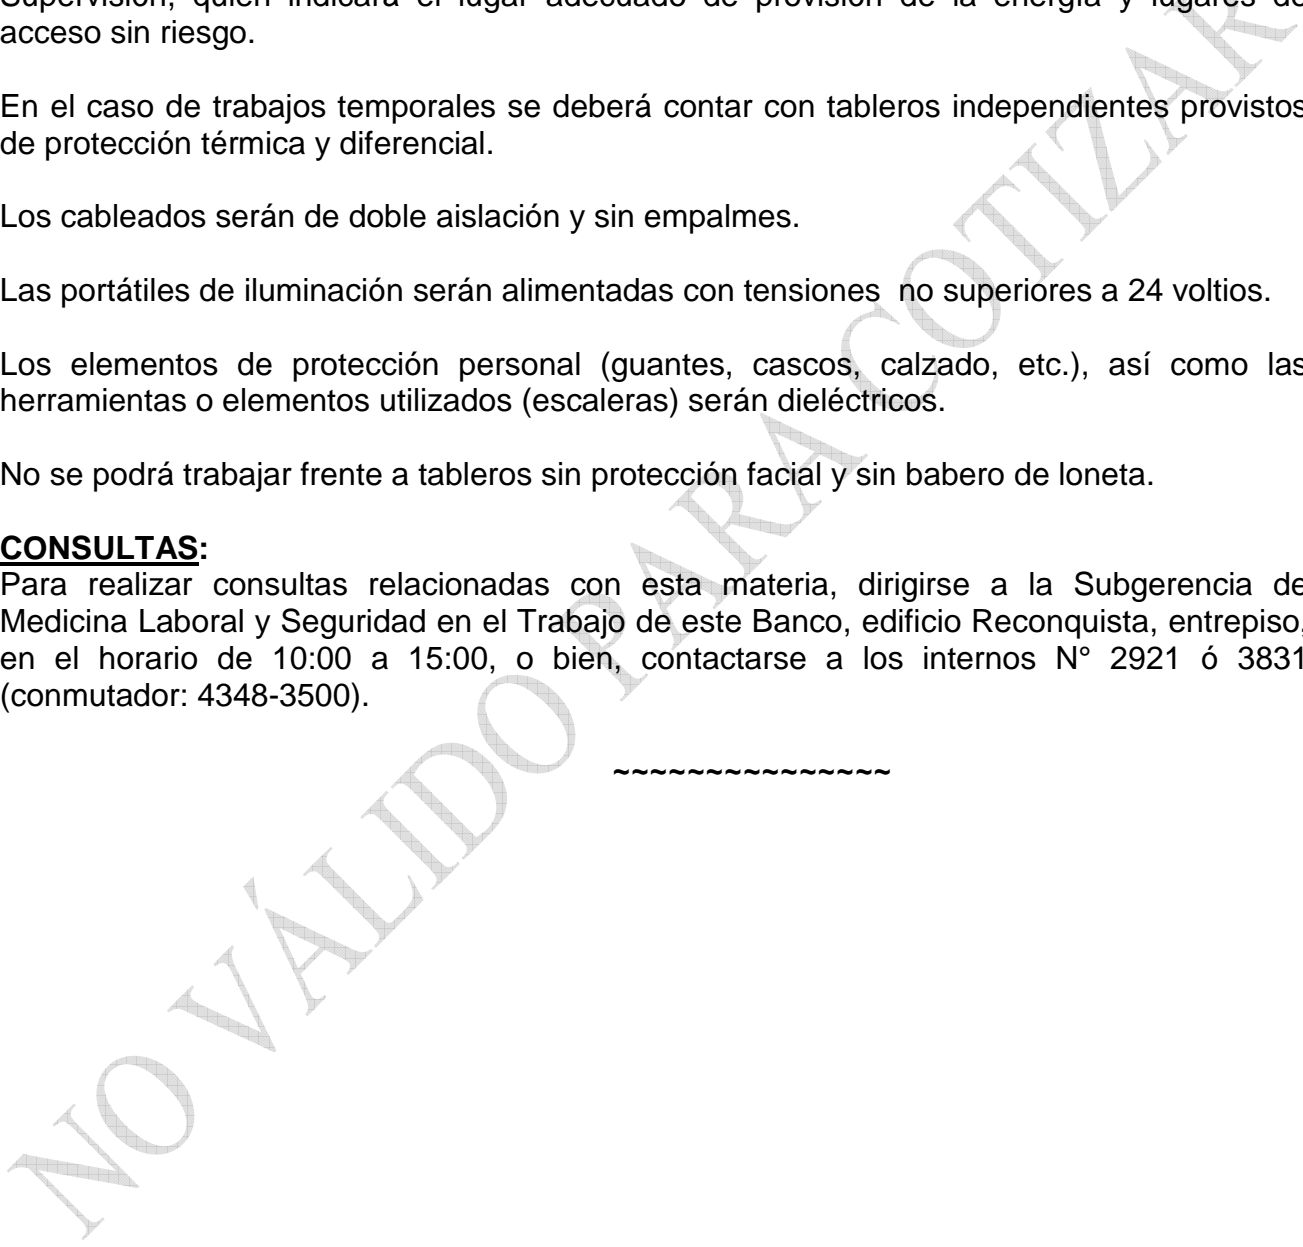 Supervisión, quien indicará el lugar adecuado de provisión de la energía y lugares de
acceso sin riesgo.
En el caso de trabajos temporales se deberá contar con tableros independientes provistos
de protección térmica y diferencial.
Los cableados serán de doble aislación y sin empalmes.
Las portátiles de iluminación serán alimentadas con tensiones  no superiores a 24 voltios.
Los elementos de protección personal (guantes, cascos, calzado, etc.), así como las
herramientas o elementos utilizados (escaleras) serán dieléctricos.
No se podrá trabajar frente a tableros sin protección facial y sin babero de loneta.
CONSULTAS:
Para realizar consultas relacionadas con esta materia, dirigirse a la Subgerencia de
Medicina Laboral y Seguridad en el Trabajo de este Banco, edificio Reconquista, entrepiso,
en el horario de 10:00 a 15:00, o bien, contactarse a los internos N° 2921 ó 3831
(conmutador: 4348-3500).
~~~~~~~~~~~~~~~
NO VÁLIDO PARA COTIZAR